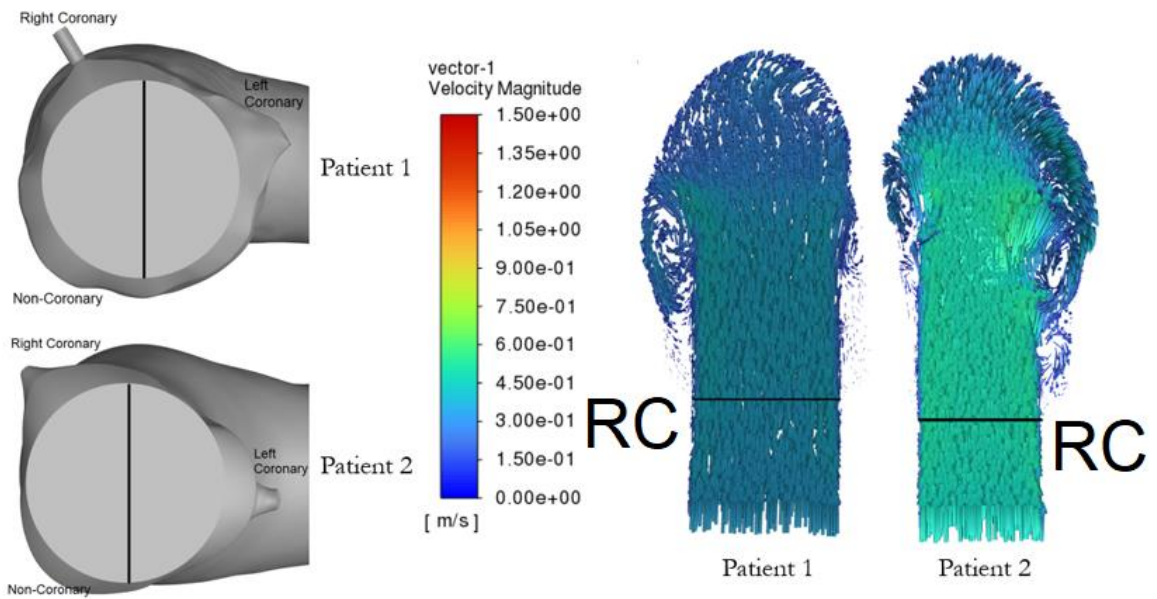 Right Coronary
Left
Coronary
Patient 1
Non-Coronary
Right Coronary
Left
Coronary
Patient 2
Non-Coronary
vector-1
Velocity Magnitude
1.50e+00
1.35e+00
1.20e+00
1.05e+00
9.00e-01
7.50e-01
6.00e-01
4.50e-01
3.00e-01
1.50e-01
0.00e+00
[ m/s ]
RC
RC
Patient 1
Patient 2